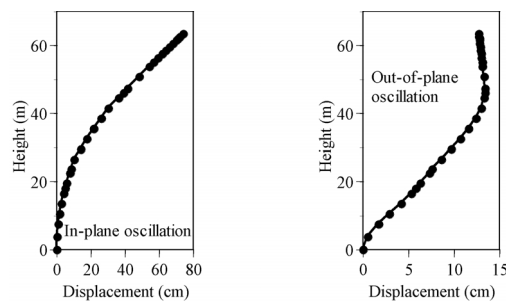 60
40
20
0
Height (m)
In-plane oscillation
0 20 40 60 80
Displacement (cm)
60
40
20
0
Height (m)
Out-of-plane
oscillation
0 5 10 15
Displacement (cm)